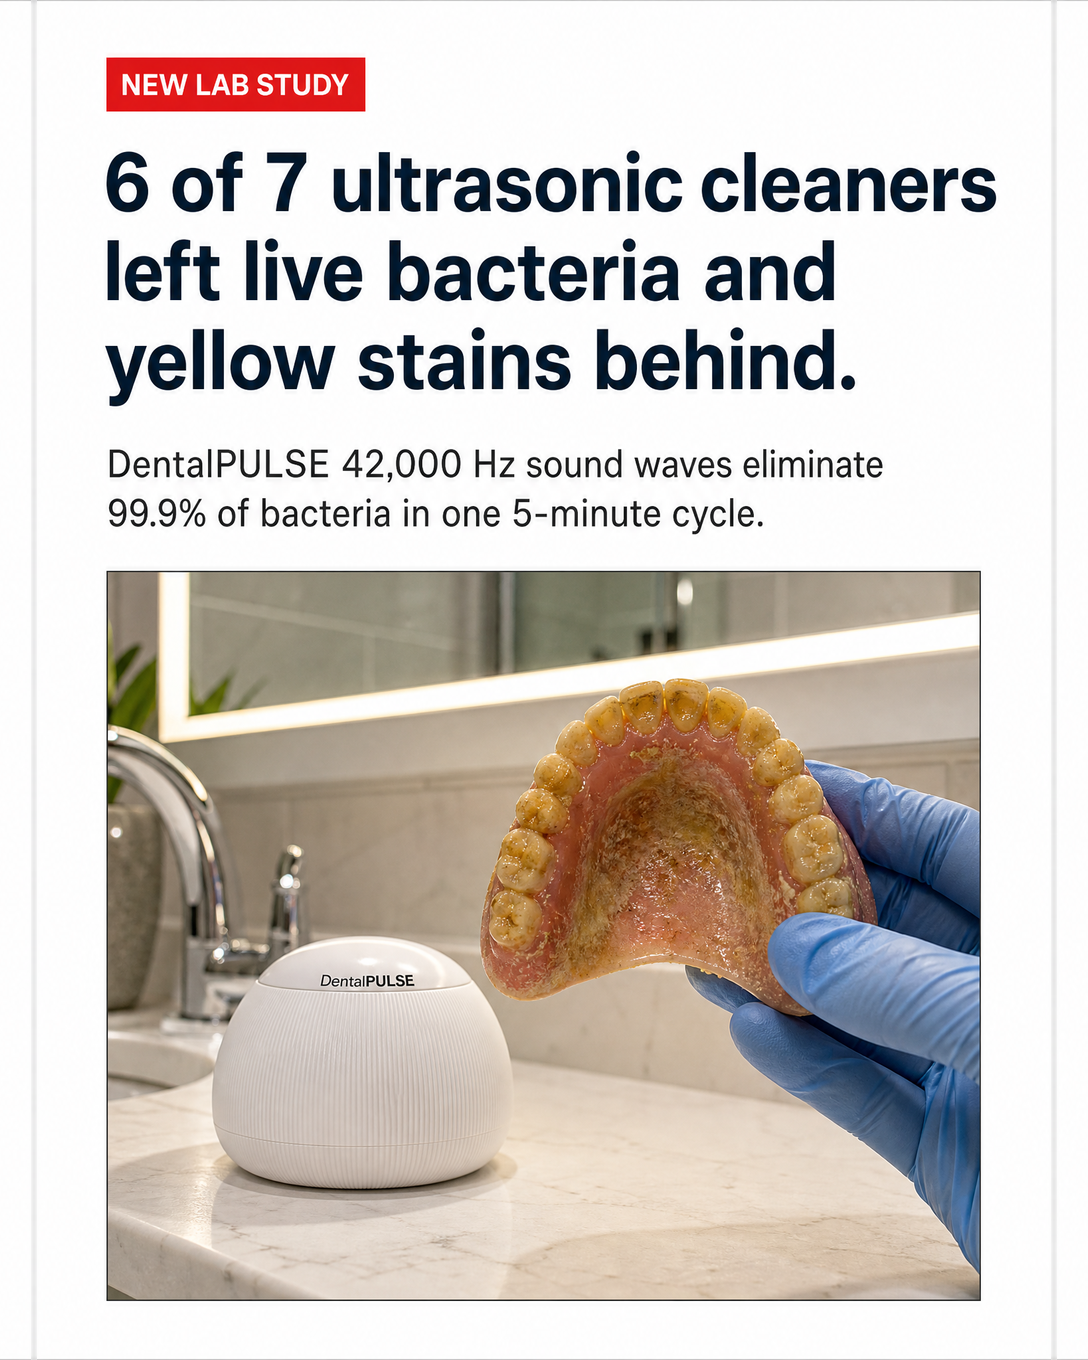 NEW LAB STUDY
6 of 7 ultrasonic cleaners
left live bacteria and
yellow stains behind.
DentalPULSE 42,000 Hz sound waves eliminate
99.9% of bacteria in one 5-minute cycle.
DentalPULSE